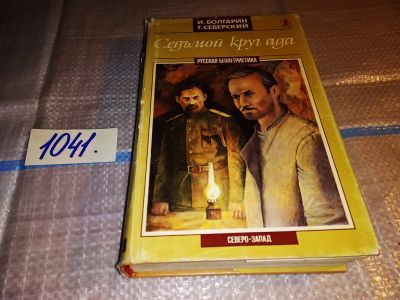 И. БОЛГАРИН
Г. СЕВЕРСКИЙ
Седьмой круг ада
РУССКАЯ БЕЛЛЕТРИСТИКА
1041.
СЕВЕРО-ЗАПАД